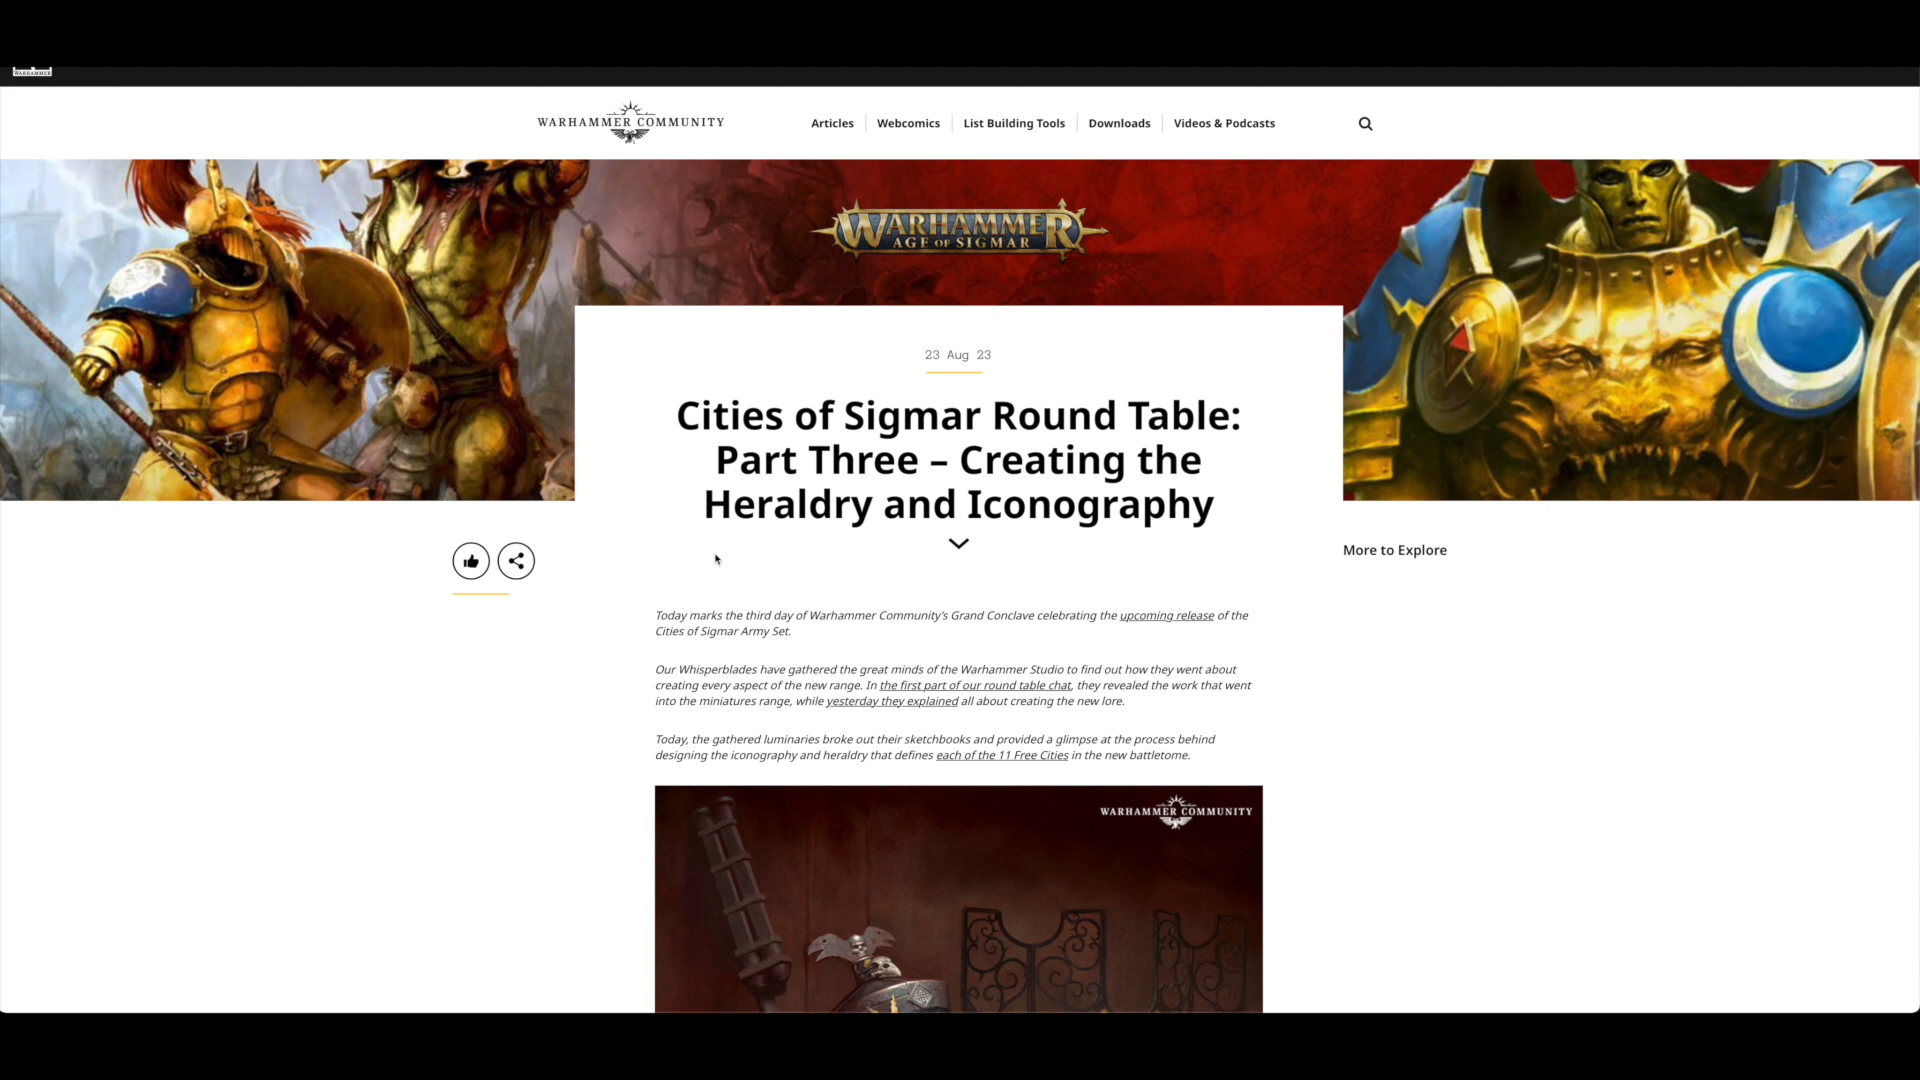 WARHAMMER
WARHAMMER COMMUNITY
Articles
Webcomics
List Building Tools
Downloads
Videos & Podcasts
WARHAMMER
AGE OF SIGMAR
23 Aug 23
Cities of Sigmar Round Table:
Part Three – Creating the
Heraldry and Iconography
More to Explore
Today marks the third day of Warhammer Community's Grand Conclave celebrating the upcoming release of the
Cities of Sigmar Army Set.
Our Whisperblades have gathered the great minds of the Warhammer Studio to find out how they went about
creating every aspect of the new range. In the first part of our round table chat, they revealed the work that went
into the miniatures range, while yesterday they explained all about creating the new lore.
Today, the gathered luminaries broke out their sketchbooks and provided a glimpse at the process behind
designing the iconography and heraldry that defines each of the 11 Free Cities in the new battletome.
WARHAMMER COMMUNITY